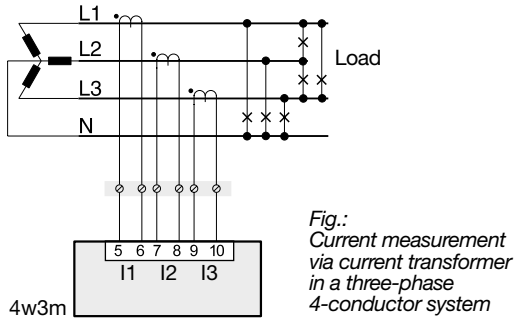 L1
L2
Load
L3
N
5 6 7 8 9 10
I1 I2 I3
4w3m
Fig.:
Current measurement
via current transformer
in a three-phase
4-conductor system